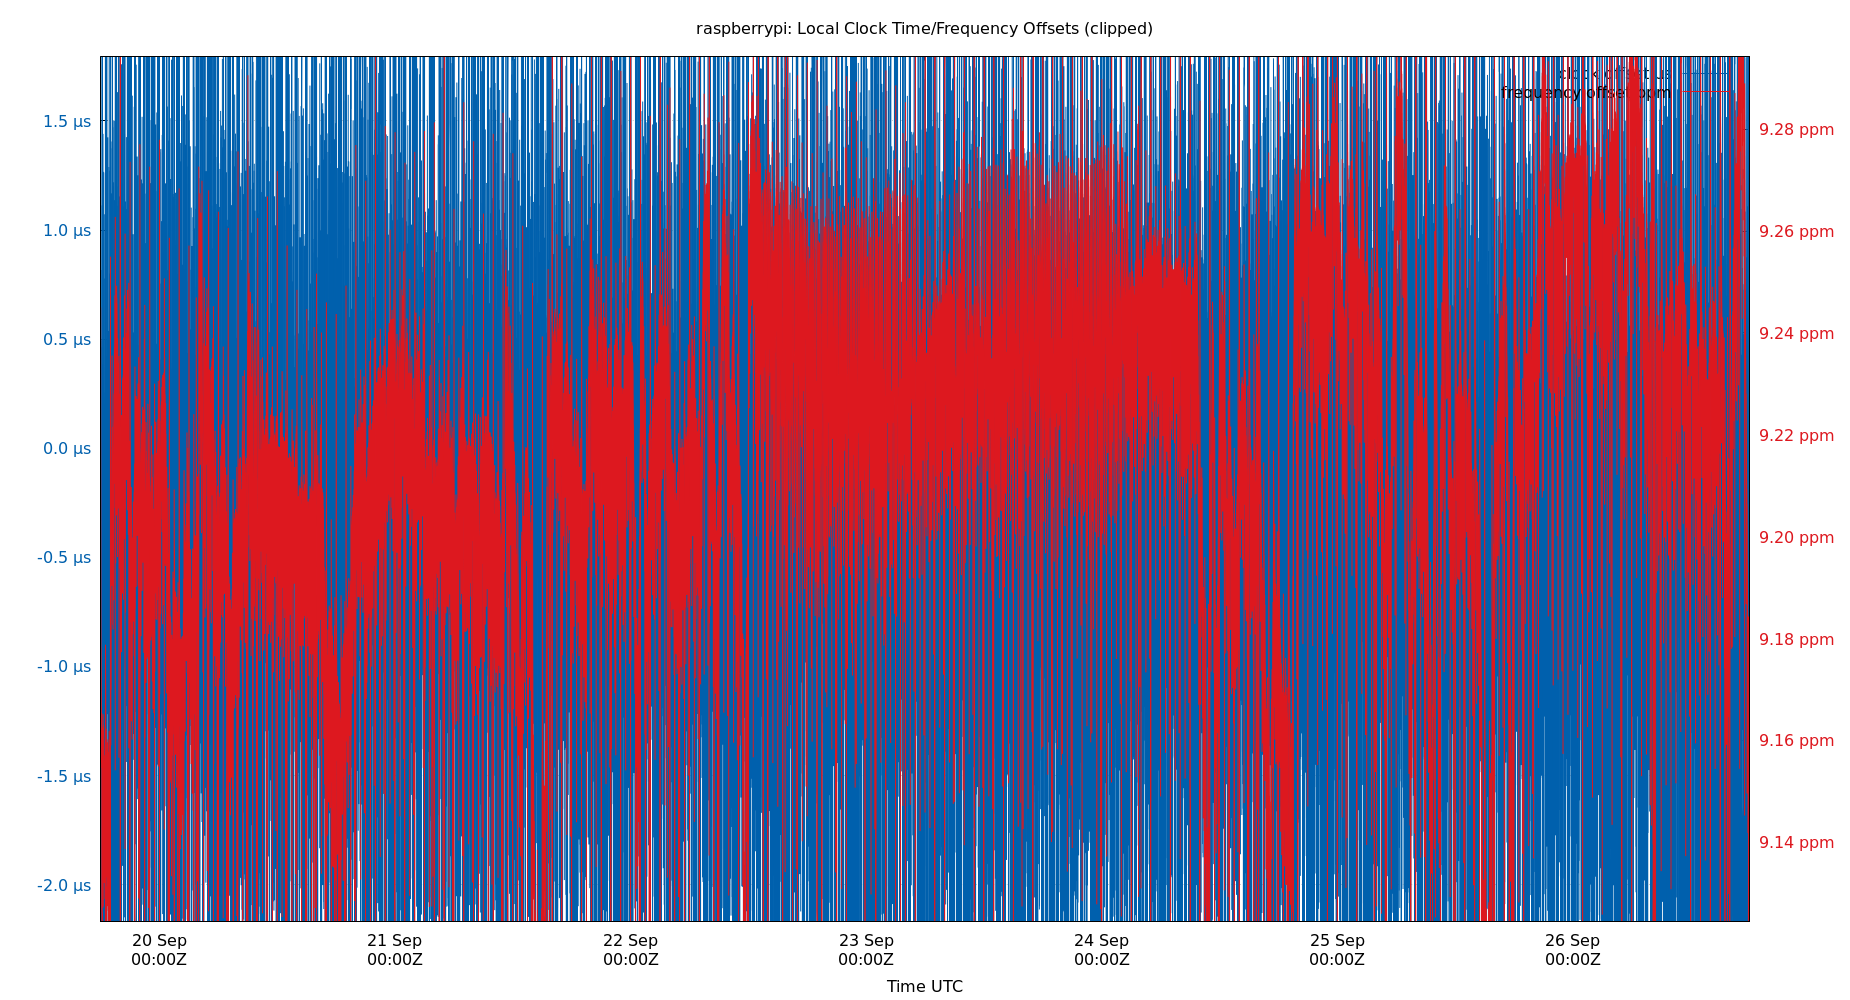 raspberrypi: Local Clock Time/Frequency Offsets (clipped)
clock offset µs
frequency offset ppm
1.5 µs
1.0 µs
0.5 µs
0.0 µs
-0.5 µs
-1.0 µs
-1.5 µs
-2.0 µs
9.28 ppm
9.26 ppm
9.24 ppm
9.22 ppm
9.20 ppm
9.18 ppm
9.16 ppm
9.14 ppm
20 Sep 21 Sep 22 Sep 23 Sep 24 Sep 25 Sep 26 Sep
00:00Z 00:00Z 00:00Z 00:00Z 00:00Z 00:00Z 00:00Z
Time UTC